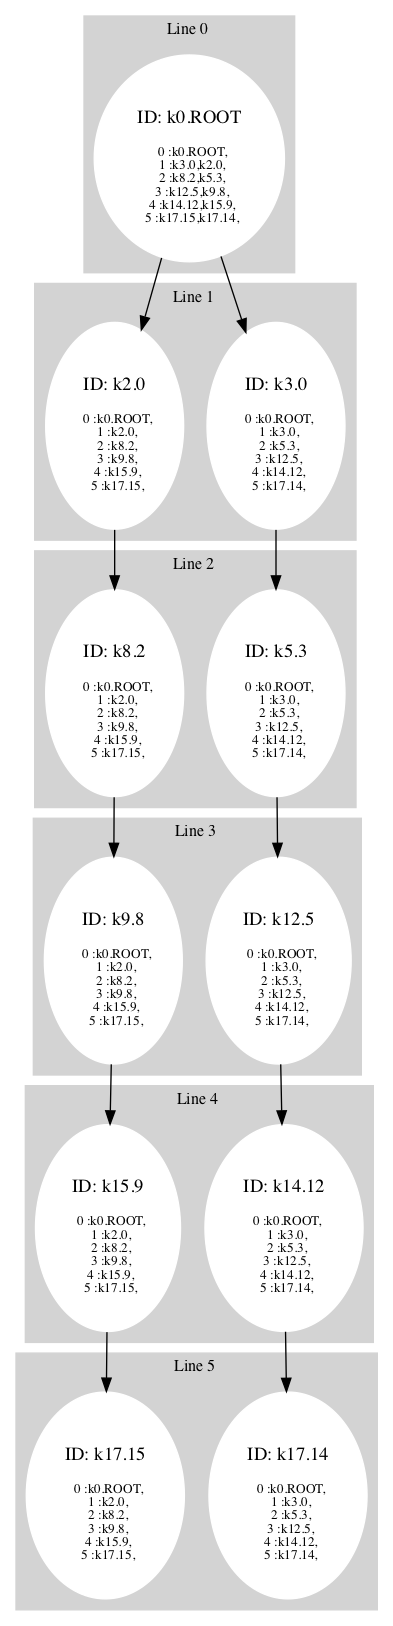 Line 0
ID: k0.ROOT
0 :k0.ROOT,
1 :k3.0,k2.0,
2 :k8.2,k5.3,
3 :k12.5,k9.8,
4 :k14.12,k15.9,
5 :k17.15,k17.14,
Line 1
ID: k2.0
0 :k0.ROOT,
1 :k2.0,
2 :k8.2,
3 :k9.8,
4 :k15.9,
5 :k17.15,
ID: k3.0
0 :k0.ROOT,
1 :k3.0,
2 :k5.3,
3 :k12.5,
4 :k14.12,
5 :k17.14,
Line 2
ID: k8.2
0 :k0.ROOT,
1 :k2.0,
2 :k8.2,
3 :k9.8,
4 :k15.9,
5 :k17.15,
ID: k5.3
0 :k0.ROOT,
1 :k3.0,
2 :k5.3,
3 :k12.5,
4 :k14.12,
5 :k17.14,
Line 3
ID: k9.8
0 :k0.ROOT,
1 :k2.0,
2 :k8.2,
3 :k9.8,
4 :k15.9,
5 :k17.15,
ID: k12.5
0 :k0.ROOT,
1 :k3.0,
2 :k5.3,
3 :k12.5,
4 :k14.12,
5 :k17.14,
Line 4
ID: k15.9
0 :k0.ROOT,
1 :k2.0,
2 :k8.2,
3 :k9.8,
4 :k15.9,
5 :k17.15,
ID: k14.12
0 :k0.ROOT,
1 :k3.0,
2 :k5.3,
3 :k12.5,
4 :k14.12,
5 :k17.14,
Line 5
ID: k17.15
0 :k0.ROOT,
1 :k2.0,
2 :k8.2,
3 :k9.8,
4 :k15.9,
5 :k17.15,
ID: k17.14
0 :k0.ROOT,
1 :k3.0,
2 :k5.3,
3 :k12.5,
4 :k14.12,
5 :k17.14,